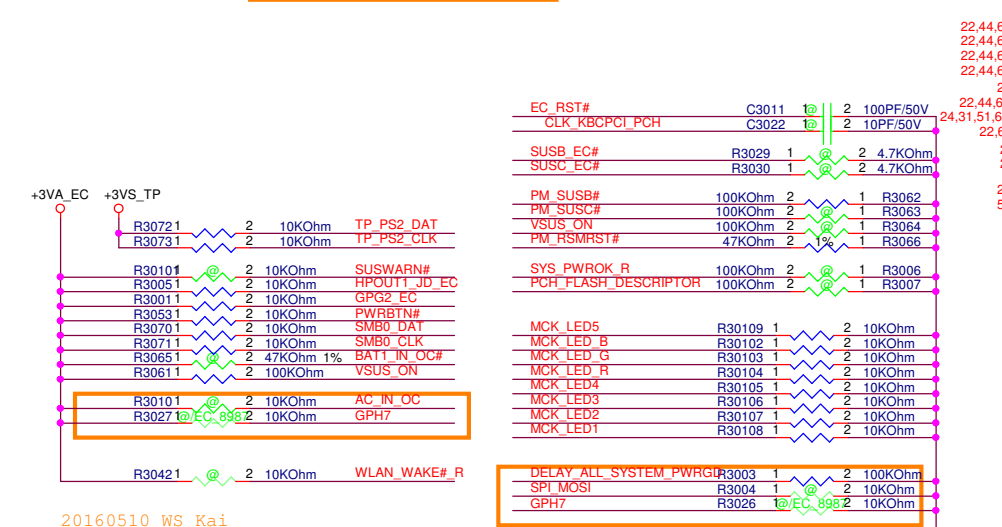 +3VA_EC +3VS_TP
R3072 1 2 10KOhm TP_PS2_DAT
R3073 1 2 10KOhm TP_PS2_CLK
R30101 1 @ 2 10KOhm SUSWARN#
R3005 1 2 10KOhm HPOUT1_JD_EC
R3001 1 2 10KOhm GPG2_EC
R3053 1 2 10KOhm PWRBTN#
R3070 1 2 10KOhm SMB0_DAT
R3071 1 2 10KOhm SMB0_CLK
R3065 1 @ 2 47KOhm 1% BAT1_IN_OC#
R3061 1 2 100KOhm VSUS_ON
R3010 1 @ 2 10KOhm AC_IN_OC
R3027 1 @/EC_8987 2 10KOhm GPH7
R3042 1 @ 2 10KOhm WLAN_WAKE#_R
20160510 WS Kai
EC_RST# C3011 1 @ 2 100PF/50V
CLK_KBCPCI_PCH C3022 1 @ 2 10PF/50V
SUSB_EC# R3029 1 @ 2 4.7KOhm
SUSC_EC# R3030 1 @ 2 4.7KOhm
PM_SUSB# 100KOhm 2 1 R3062
PM_SUSC# 100KOhm 2 @ 1 R3063
VSUS_ON 100KOhm 2 @ 1 R3064
PM_RSMRST# 47KOhm 2 1% 1 R3066
SYS_PWROK_R 100KOhm 2 @ 1 R3006
PCH_FLASH_DESCRIPTOR 100KOhm 2 @ 1 R3007
MCK_LED5 R30109 1 2 10KOhm
MCK_LED_B R30102 1 2 10KOhm
MCK_LED_G R30103 1 2 10KOhm
MCK_LED_R R30104 1 2 10KOhm
MCK_LED4 R30105 1 2 10KOhm
MCK_LED3 R30106 1 2 10KOhm
MCK_LED2 R30107 1 2 10KOhm
MCK_LED1 R30108 1 2 10KOhm
DELAY_ALL_SYSTEM_PWRGD R3003 1 2 100KOhm
SPI_MOSI R3004 1 @ 2 10KOhm
GPH7 R3026 1 @/EC_8987 2 10KOhm
22,44,6
22,44,6
22,44,6
22,44,6
2
22,44,6
24,31,51,6
22,6
2
2
2
5